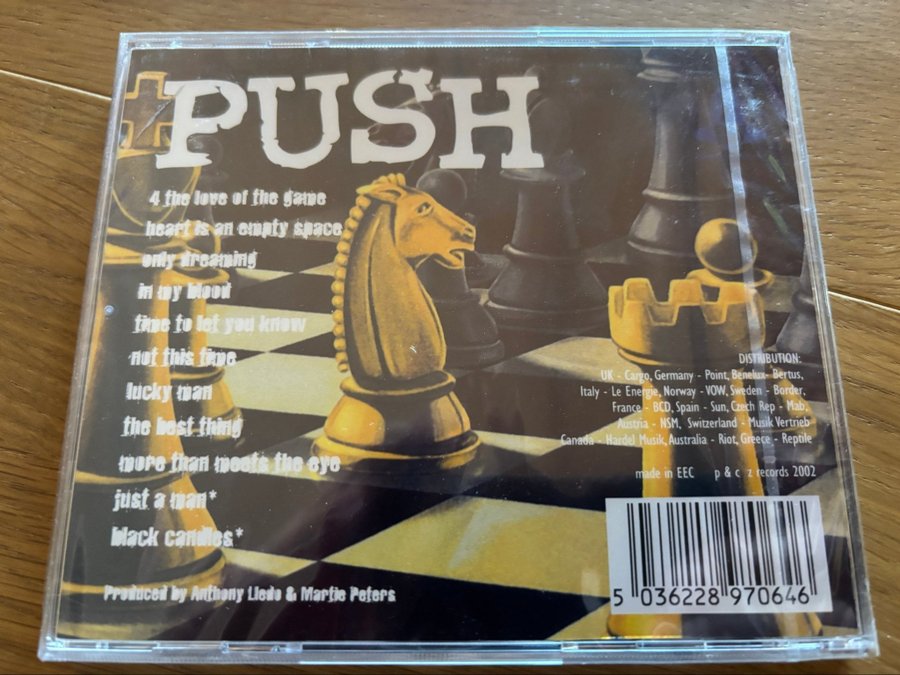 PUSH
4 the love of the game
heart is an empty space
only dreaming
in my blood
time to let you know
not this time
lucky man
the best thing
more than meets the eye
just a man*
black candles*
Produced by Anthony Lledo & Martie Peters
DISTRIBUTION:
UK - Cargo, Germany - Point, Benelux- Bertus,
Italy - Le Energie, Norway - VOW, Sweden - Border,
France - BCD, Spain - Sun, Czech Rep - Mab,
Austria - NSM, Switzerland - Musik Vertrieb
Canada - Hardel Musik, Australia - Riot, Greece - Reptile
made in EEC p & c z records 2002
5 036228 970646